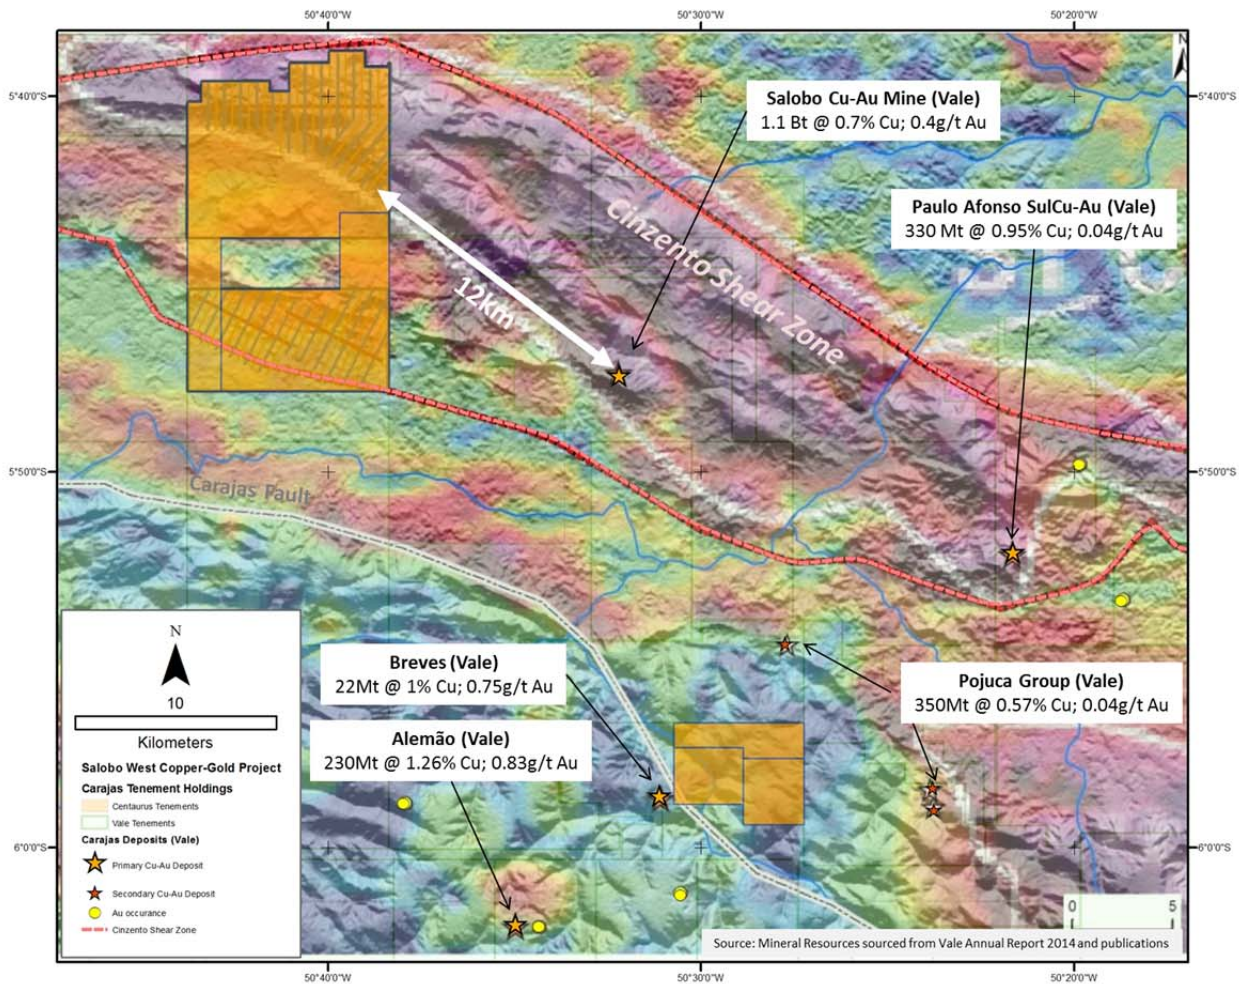 50°40'0"W
50°30'0"W
50°20'0"W
N
5°40'0"S
5°40'0"S
Salobo Cu-Au Mine (Vale)
1.1 Bt @ 0.7% Cu; 0.4g/t Au
Paulo Afonso SulCu-Au (Vale)
330 Mt @ 0.95% Cu; 0.04g/t Au
Cinzento Shear Zone
12km
5°50'0"S
5°50'0"S
Carajas Fault
N
10
Kilometers
Salobo West Copper-Gold Project
Carajas Tenement Holdings
Centaurus Tenements
Vale Tenements
Carajas Deposits (Vale)
Primary Cu-Au Deposit
Secondary Cu-Au Deposit
Au occurance
Cinzento Shear Zone
Breves (Vale)
22Mt @ 1% Cu; 0.75g/t Au
Alemão (Vale)
230Mt @ 1.26% Cu; 0.83g/t Au
Pojuca Group (Vale)
350Mt @ 0.57% Cu; 0.04g/t Au
6°0'0"S
6°0'0"S
0 5
Source: Mineral Resources sourced from Vale Annual Report 2014 and publications
50°40'0"W
50°30'0"W
50°20'0"W